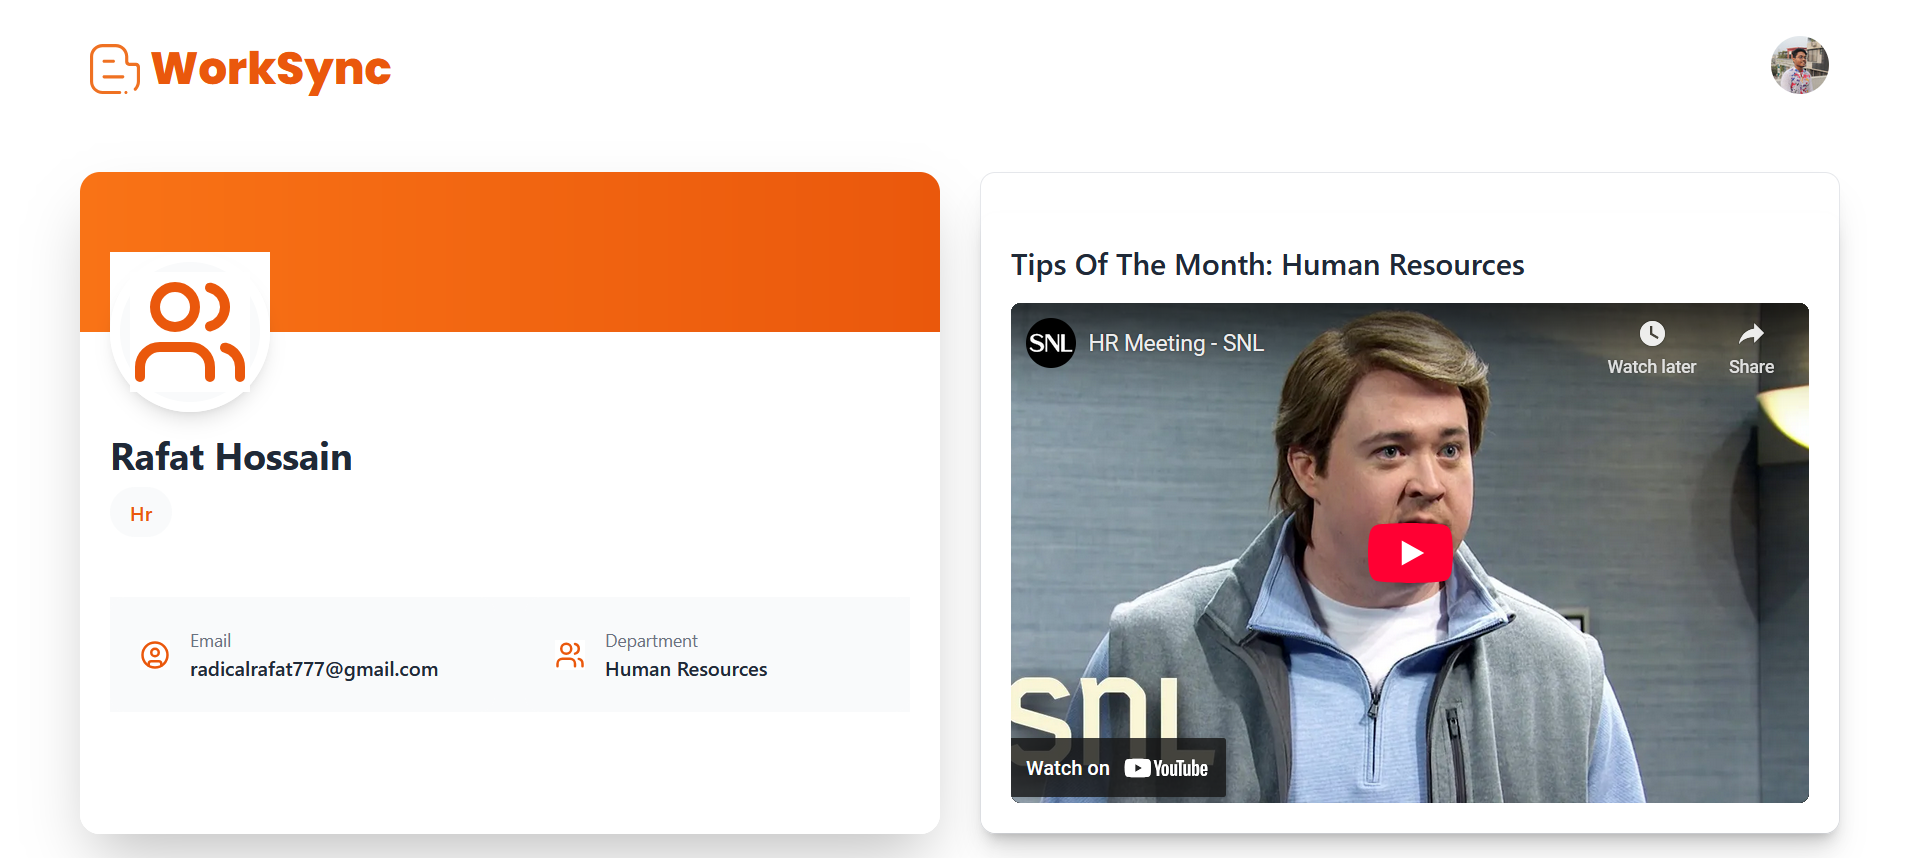 WorkSync
Rafat Hossain
Hr
Email
radicalrafat777@gmail.com
Department
Human Resources
Tips Of The Month: Human Resources
SNL
HR Meeting - SNL
Watch later
Share
snl
Watch on YouTube